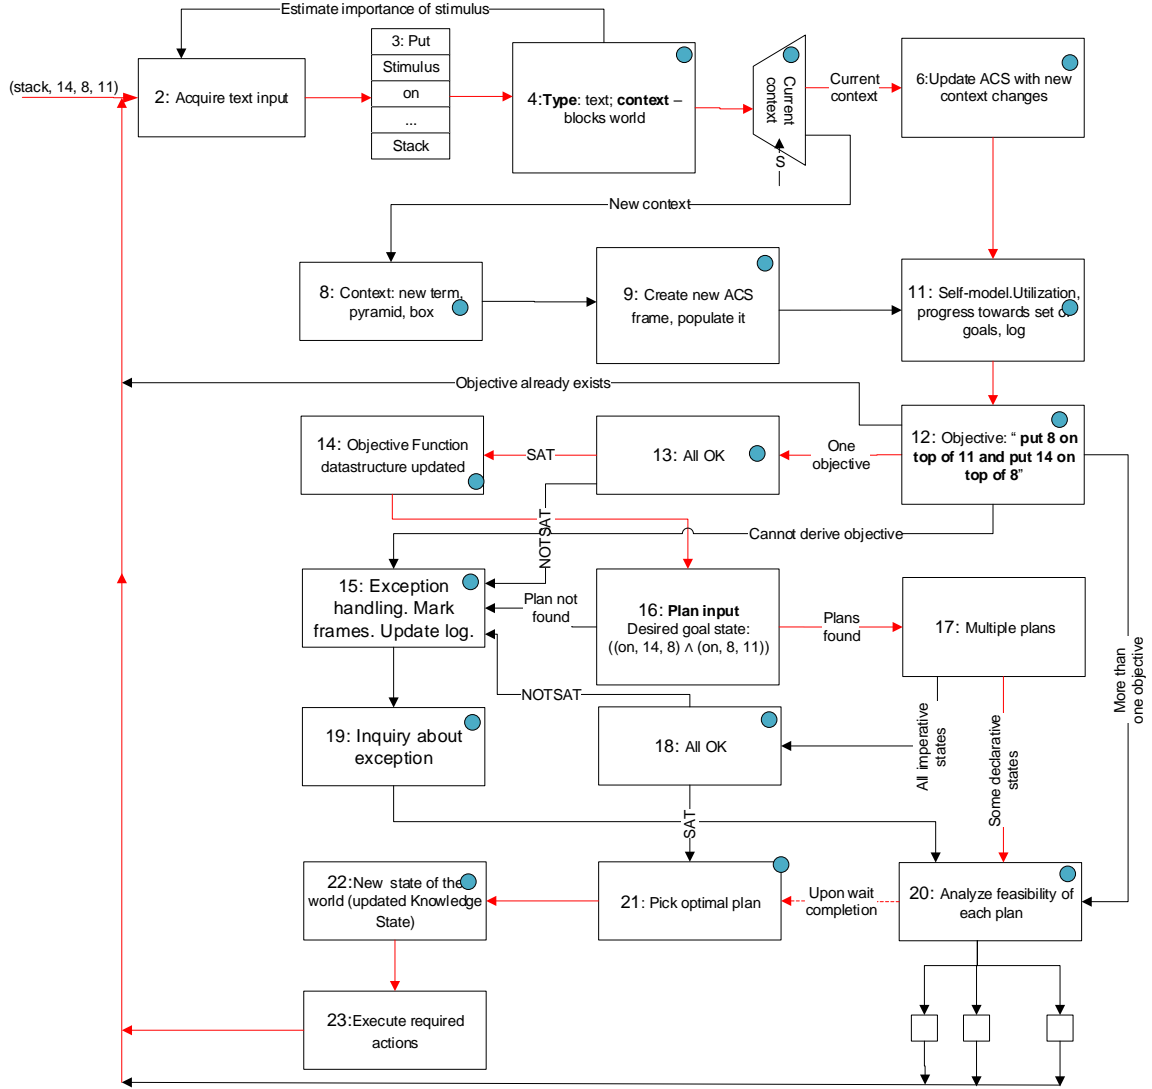 Estimate importance of stimulus
(stack, 14, 8, 11)
2: Acquire text input
3: Put
Stimulus
on
...
Stack
4:Type: text; context –
blocks world
Current
context
S
Current
context
6:Update ACS with new
context changes
New context
8: Context: new term,
pyramid, box
9: Create new ACS
frame, populate it
11: Self-model.Utilization,
progress towards set of
goals, log
Objective already exists
12: Objective: “ put 8 on
top of 11 and put 14 on
top of 8”
One
objective
13: All OK
SAT
14: Objective Function
datastructure updated
NOTSAT
Cannot derive objective
15: Exception
handling. Mark
frames. Update log.
Plan not
found
16: Plan input
Desired goal state:
((on, 14, 8) ∧ (on, 8, 11))
Plans
found
17: Multiple plans
More than
one objective
NOTSAT
18: All OK
19: Inquiry about
exception
All imperative
states
Some declarative
states
SAT
20: Analyze feasibility of
each plan
Upon wait
completion
21: Pick optimal plan
22:New state of the
world (updated Knowledge
State)
23:Execute required
actions